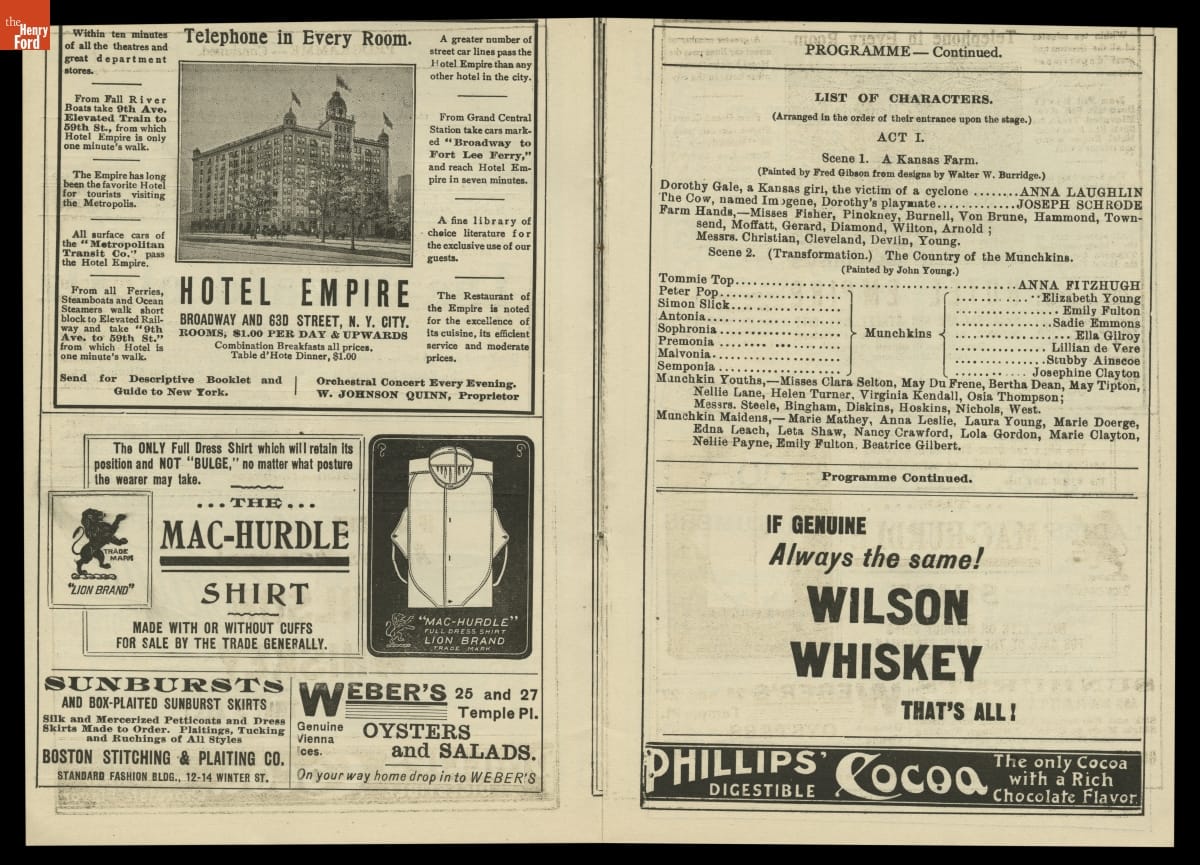 the
Henry
Ford
Within ten minutes
of all the theatres and
great department
stores.
From Fall River
Boats take 9th Ave.
Elevated Train to
59th St., from which
Hotel Empire is only
one minute's walk.
The Empire has long
been the favorite Hotel
for tourists visiting
the Metropolis.
All surface cars of
the "Metropolitan
Transit Co." pass
the Hotel Empire.
From all Ferries,
Steamboats and Ocean
Steamers walk short
block to Elevated Rail-
way and take "9th
Ave. to 59th St."
from which Hotel is
one minute's walk.
Telephone in Every Room.
HOTEL EMPIRE
BROADWAY AND 63D STREET, N. Y. CITY.
ROOMS, $1.00 PER DAY & UPWARDS
Combination Breakfasts all prices.
Table d'Hote Dinner, $1.00
A greater number of
street car lines pass the
Hotel Empire than any
other hotel in the city.
From Grand Central
Station take cars mark-
ed "Broadway to
Fort Lee Ferry,"
and reach Hotel Em-
pire in seven minutes.
A fine library of
choice literature for
the exclusive use of our
guests.
The Restaurant of
the Empire is noted
for the excellence of
its cuisine, its efficient
service and moderate
prices.
Send for Descriptive Booklet and
Guide to New York.
Orchestral Concert Every Evening.
W. JOHNSON QUINN, Proprietor
The ONLY Full Dress Shirt which will retain its
position and NOT "BULGE," no matter what posture
the wearer may take.
...THE...
MAC-HURDLE
SHIRT
MADE WITH OR WITHOUT CUFFS
FOR SALE BY THE TRADE GENERALLY.
TRADE
MARK
"LION BRAND"
"MAC-HURDLE"
FULL DRESS SHIRT
LION BRAND
TRADE MARK
SUNBURSTS
AND BOX-PLAITED SUNBURST SKIRTS
Silk and Mercerized Petticoats and Dress
Skirts Made to Order. Plaitings, Tucking
and Ruchings of All Styles
BOSTON STITCHING & PLAITING CO.
STANDARD FASHION BLDG., 12-14 WINTER ST.
WEBER'S 25 and 27
Temple Pl.
Genuine
Vienna
Ices.
OYSTERS
and SALADS.
On your way home drop in to WEBER'S
PROGRAMME—Continued.
LIST OF CHARACTERS.
(Arranged in the order of their entrance upon the stage.)
ACT I.
Scene 1. A Kansas Farm.
(Painted by Fred Gibson from designs by Walter W. Burridge.)
Dorothy Gale, a Kansas girl, the victim of a cyclone ........ANNA LAUGHLIN
The Cow, named Imogene, Dorothy's playmate..............JOSEPH SCHRODE
Farm Hands,—Misses Fisher, Pinckney, Burnell, Von Brune, Hammond, Town-
send, Moffatt, Gerard, Diamond, Wilton, Arnold ;
Messrs. Christian, Cleveland, Devlin, Young.
Scene 2. (Transformation.) The Country of the Munchkins.
(Painted by John Young.)
Tommie Top..........ANNA FITZHUGH
Peter Pop..........Elizabeth Young
Simon Slick..........Emily Fulton
Antonia..........Sadie Emmons
Sophronia.......... Munchkins ..........Ella Gilroy
Premonia..........Lillian de Vere
Malvonia..........Stubby Ainscoe
Semponia..........Josephine Clayton
Munchkin Youths,—Misses Clara Selton, May Du Frene, Bertha Dean, May Tipton,
Nellie Lane, Helen Turner, Virginia Kendall, Osia Thompson;
Messrs. Steele, Bingham, Diskins, Hoskins, Nichols, West.
Munchkin Maidens,—Marie Mathey, Anna Leslie, Laura Young, Marie Doerge,
Edna Leach, Leta Shaw, Nancy Crawford, Lola Gordon, Marie Clayton,
Nellie Payne, Emily Fulton, Beatrice Gilbert.
Programme Continued.
IF GENUINE
Always the same!
WILSON
WHISKEY
THAT'S ALL!
PHILLIPS'
DIGESTIBLE
Cocoa
The only Cocoa
with a Rich
Chocolate Flavor.